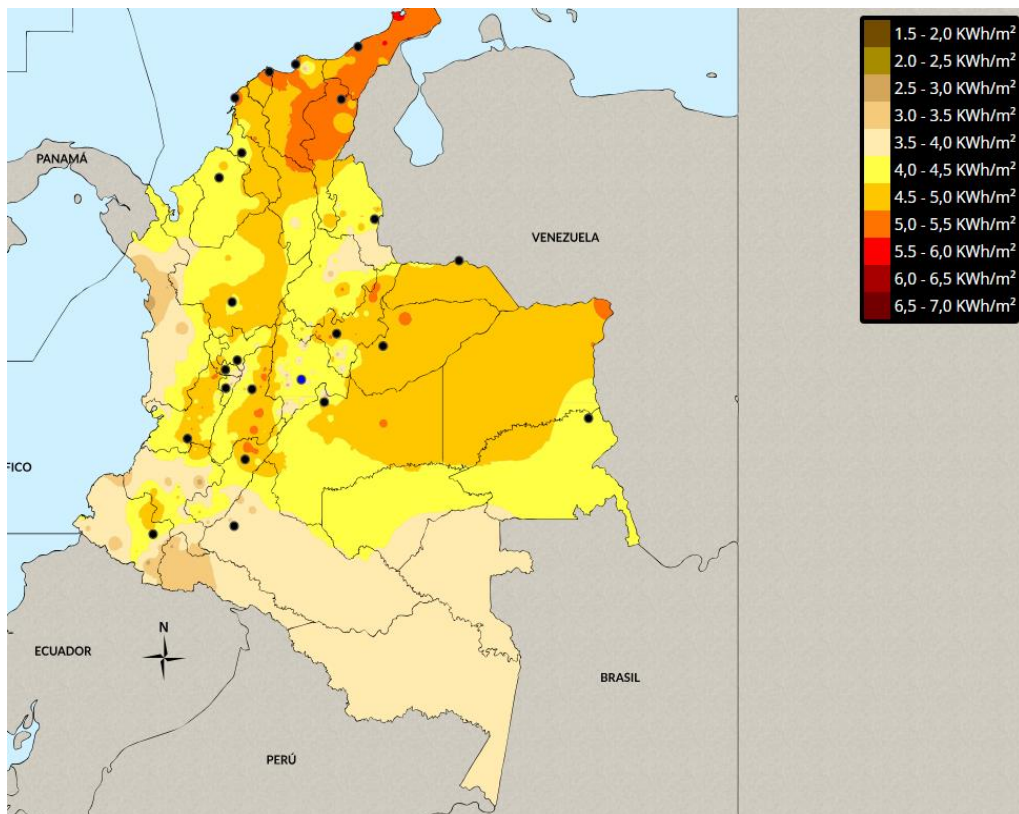 1.5 - 2,0 KWh/m²
2.0 - 2,5 KWh/m²
2.5 - 3,0 KWh/m²
3.0 - 3.5 KWh/m²
3.5 - 4,0 KWh/m²
4,0 - 4,5 KWh/m²
4.5 - 5,0 KWh/m²
5,0 - 5,5 KWh/m²
5.5 - 6,0 KWh/m²
6,0 - 6,5 KWh/m²
6,5 - 7,0 KWh/m²
PANAMÁ
VENEZUELA
FICO
N
ECUADOR
BRASIL
PERÚ